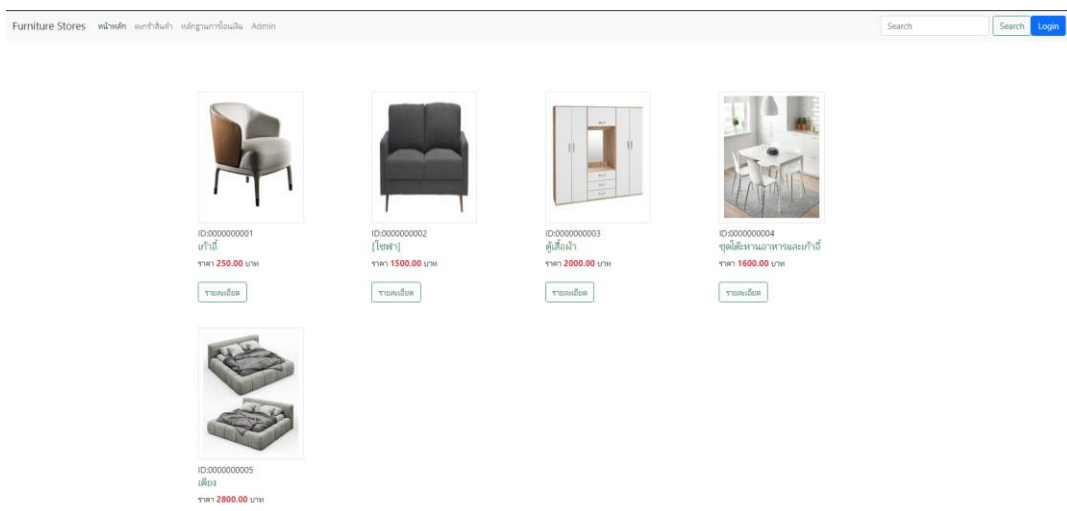 Furniture Stores หน้าหลัก ตะกร้าสินค้า หลักฐานการโอนเงิน Admin Search Search Login
ID:0000000001
เก้าอี้
ราคา 250.00 บาท
รายละเอียด
ID:0000000002
[โซฟา]
ราคา 1500.00 บาท
รายละเอียด
ID:0000000003
ตู้เสื้อผ้า
ราคา 2000.00 บาท
รายละเอียด
ID:0000000004
ชุดโต๊ะทานอาหารและเก้าอี้
ราคา 1600.00 บาท
รายละเอียด
ID:0000000005
เตียง
ราคา 2800.00 บาท